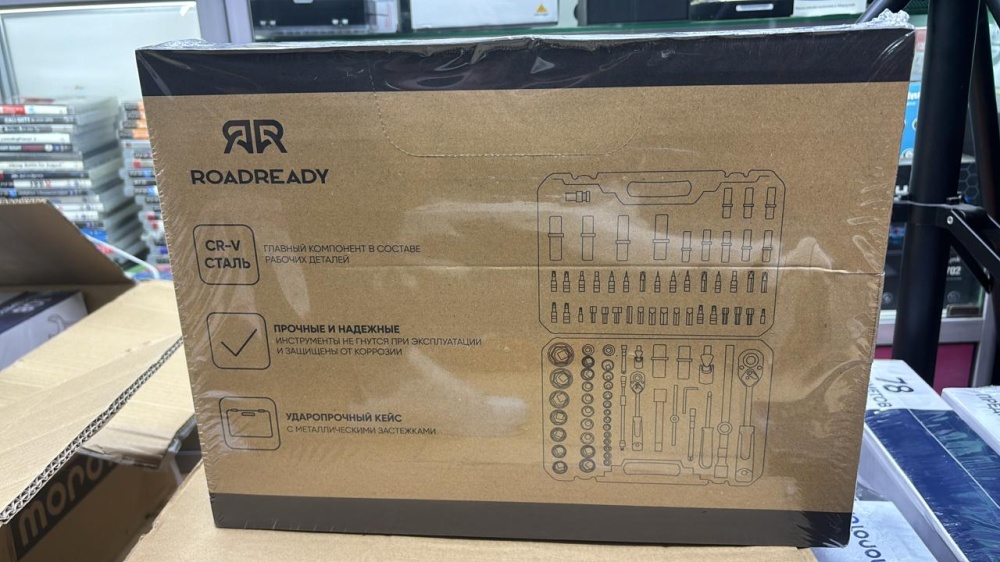 ROADREADY
CR-V
СТАЛЬ
ГЛАВНЫЙ КОМПОНЕНТ В СОСТАВЕ
РАБОЧИХ ДЕТАЛЕЙ
ПРОЧНЫЕ И НАДЕЖНЫЕ
ИНСТРУМЕНТЫ НЕ ГНУТСЯ ПРИ ЭКСПЛУАТАЦИИ
И ЗАЩИЩЕНЫ ОТ КОРРОЗИИ
УДАРОПРОЧНЫЙ КЕЙС
С МЕТАЛЛИЧЕСКИМИ ЗАСТЕЖКАМИ
78